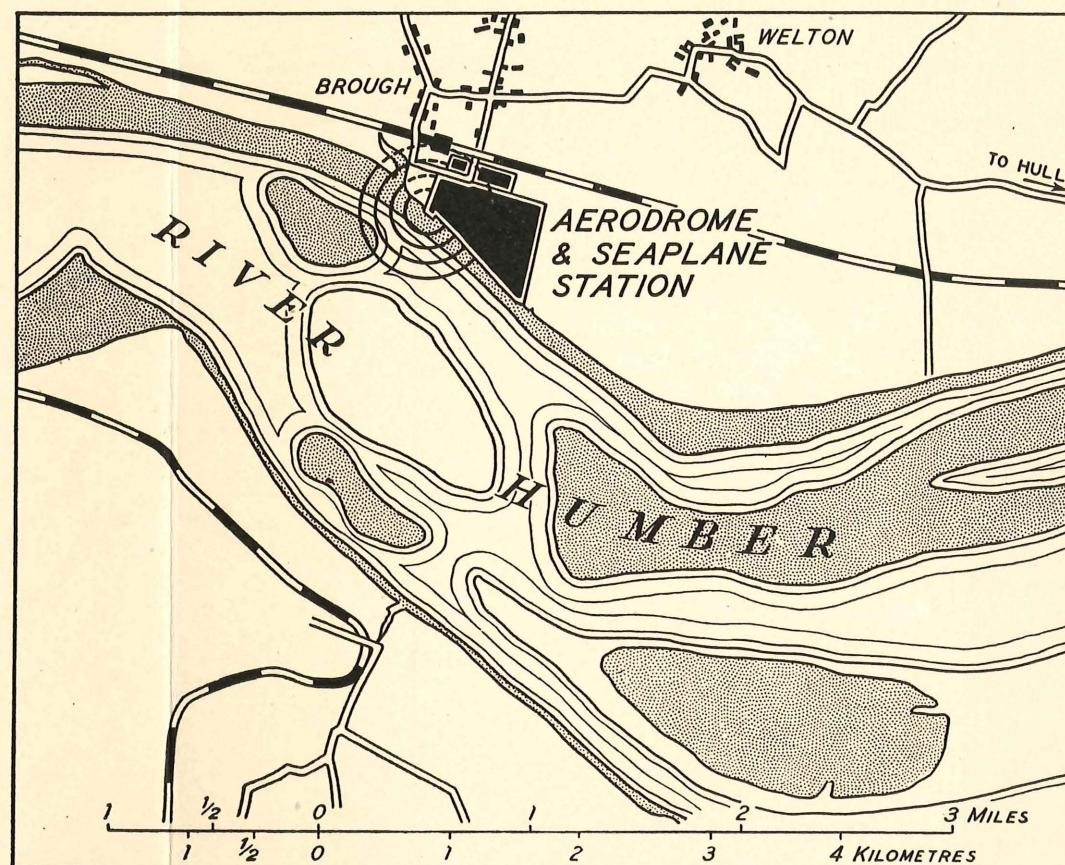 WELTON
BROUGH
TO HULL
AERODROME
& SEAPLANE
STATION
RIVER
HUMBER
1 ½ 0 1 2 3 MILES
1 ½ 0 1 2 3 4 KILOMETRES